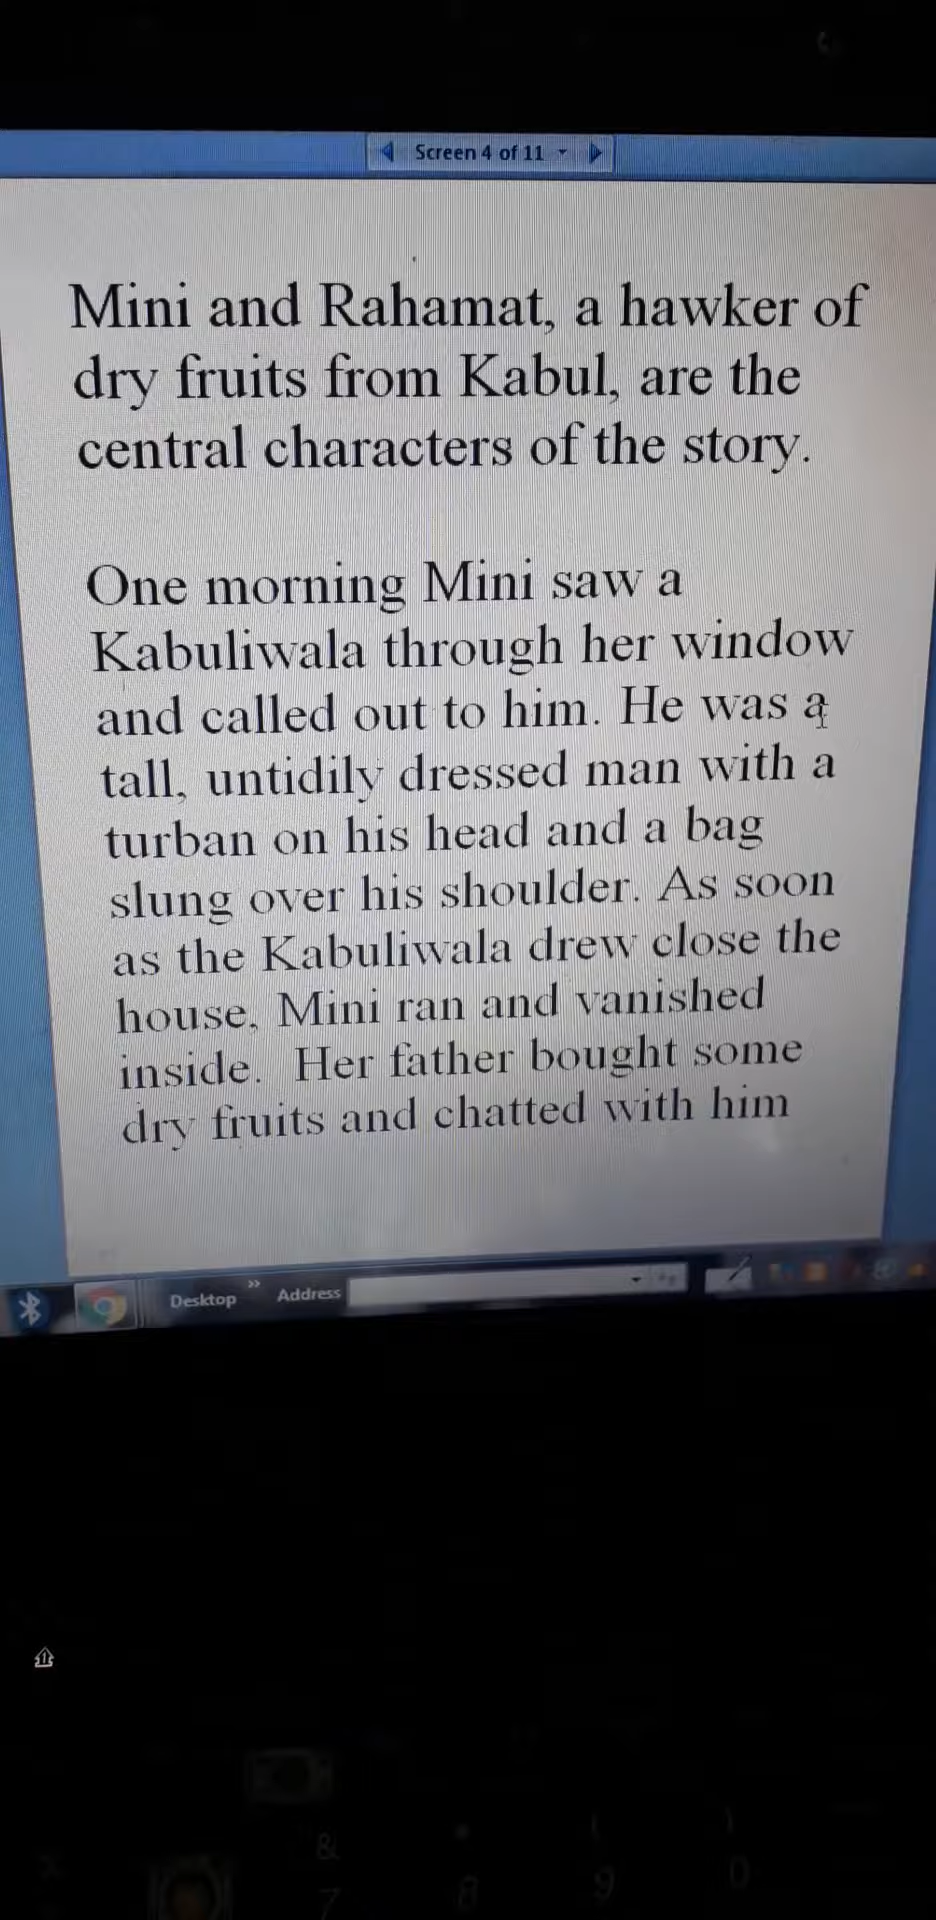 Screen 4 of 11
Mini and Rahamat, a hawker of
dry fruits from Kabul, are the
central characters of the story.
One morning Mini saw a
Kabuliwala through her window
and called out to him. He was a
tall, untidily dressed man with a
turban on his head and a bag
slung over his shoulder. As soon
as the Kabuliwala drew close the
house, Mini ran and vanished
inside. Her father bought some
dry fruits and chatted with him
Desktop » Address
&
7 8 9 0